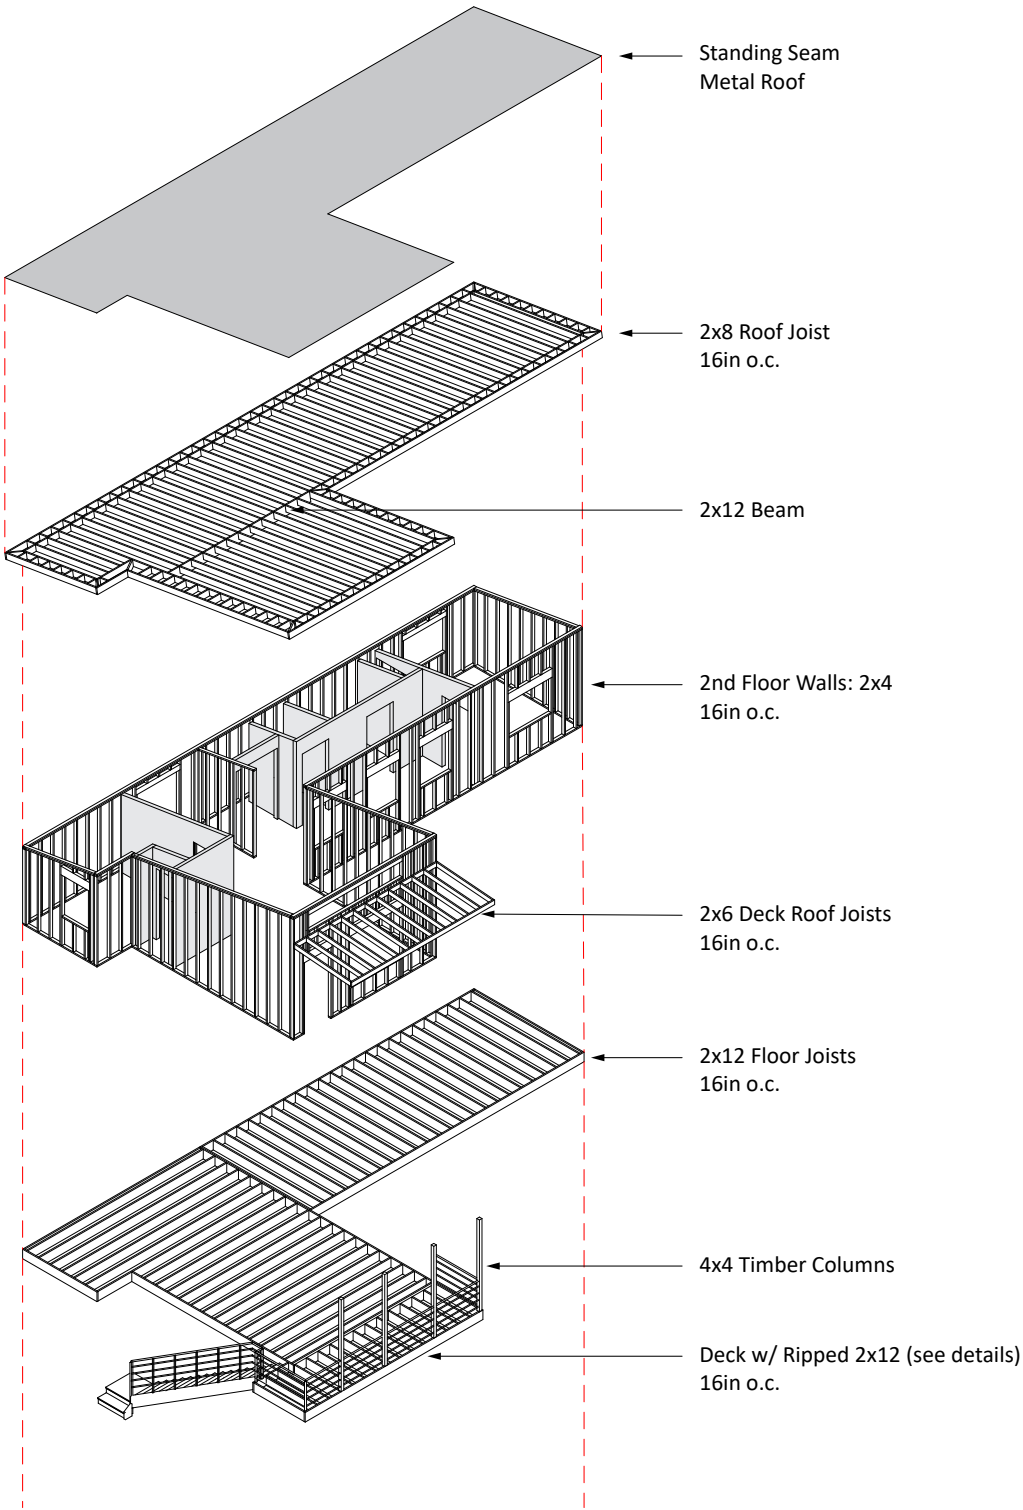 Standing Seam
Metal Roof
2x8 Roof Joist
16in o.c.
2x12 Beam
2nd Floor Walls: 2x4
16in o.c.
2x6 Deck Roof Joists
16in o.c.
2x12 Floor Joists
16in o.c.
4x4 Timber Columns
Deck w/ Ripped 2x12 (see details)
16in o.c.